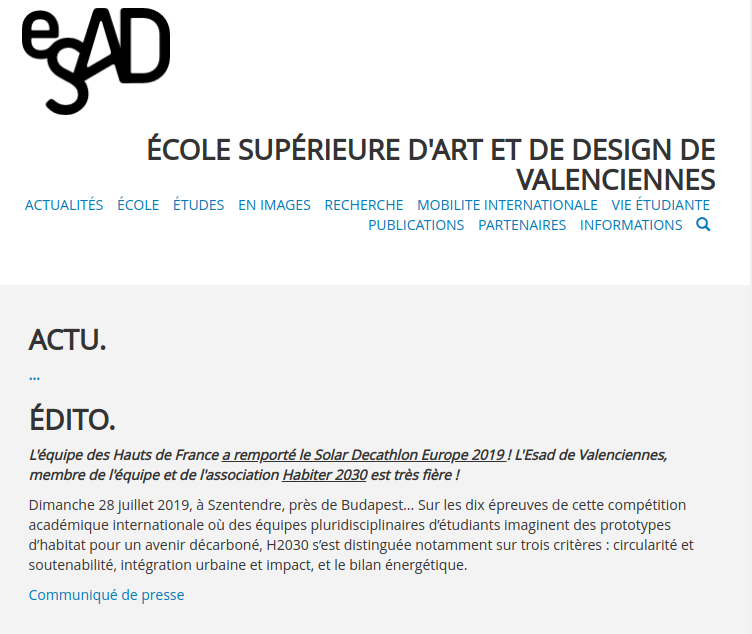 eSAD
ÉCOLE SUPÉRIEURE D'ART ET DE DESIGN DE
VALENCIENNES
ACTUALITÉS ÉCOLE ÉTUDES EN IMAGES RECHERCHE MOBILITE INTERNATIONALE VIE ÉTUDIANTE
PUBLICATIONS PARTENAIRES INFORMATIONS
ACTU.
...
ÉDITO.
L'équipe des Hauts de France a remporté le Solar Decathlon Europe 2019 ! L'Esad de Valenciennes,
membre de l'équipe et de l'association Habiter 2030 est très fière !
Dimanche 28 juillet 2019, à Szentendre, près de Budapest... Sur les dix épreuves de cette compétition
académique internationale où des équipes pluridisciplinaires d’étudiants imaginent des prototypes
d’habitat pour un avenir décarboné, H2030 s’est distinguée notamment sur trois critères : circularité et
soutenabilité, intégration urbaine et impact, et le bilan énergétique.
Communiqué de presse